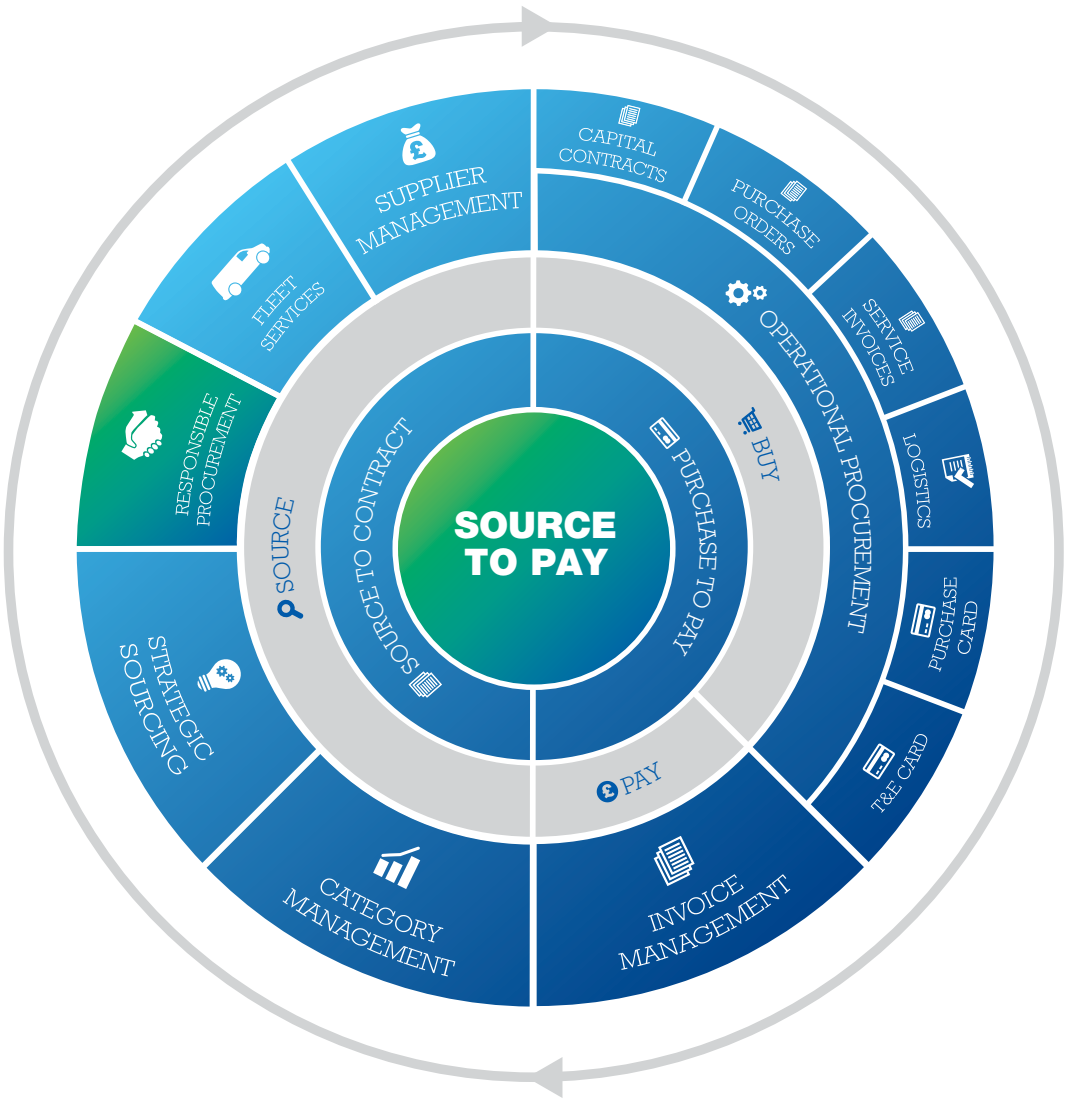 SOURCE
TO PAY
SOURCE TO CONTRACT
PURCHASE TO PAY
SOURCE
BUY
PAY
OPERATIONAL PROCUREMENT
CAPITAL
CONTRACTS
PURCHASE
ORDERS
SERVICE
INVOICES
LOGISTICS
PURCHASE
CARD
T&E CARD
INVOICE
MANAGEMENT
CATEGORY
MANAGEMENT
STRATEGIC
SOURCING
RESPONSIBLE
PROCUREMENT
FLEET
SERVICES
£
SUPPLIER
MANAGEMENT
£